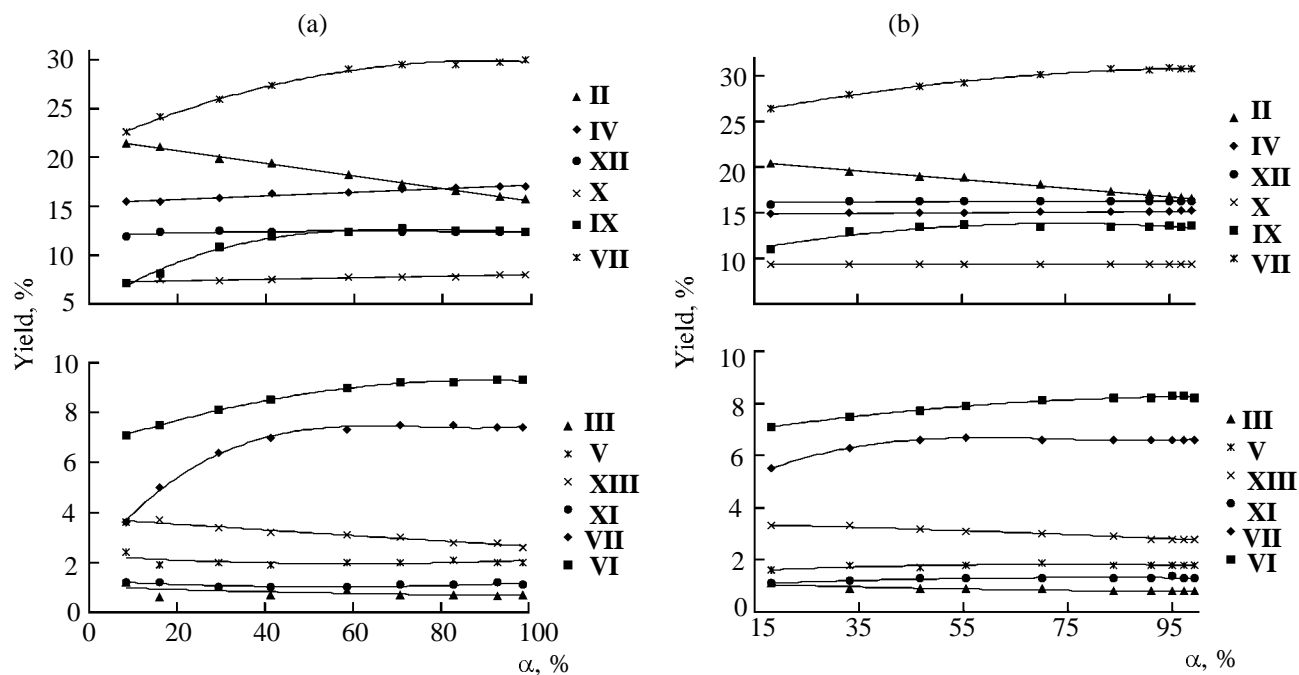 (a)
(b)
Yield, %
30
25
20
15
10
5
II
IV
XII
X
IX
VII
Yield, %
30
25
20
15
10
II
IV
XII
X
IX
VII
10
8
6
4
2
0
0
20
40
60
80
100
α, %
III
V
XIII
XI
VII
VI
10
8
6
4
2
0
15
35
55
75
95
α, %
III
V
XIII
XI
VII
VI